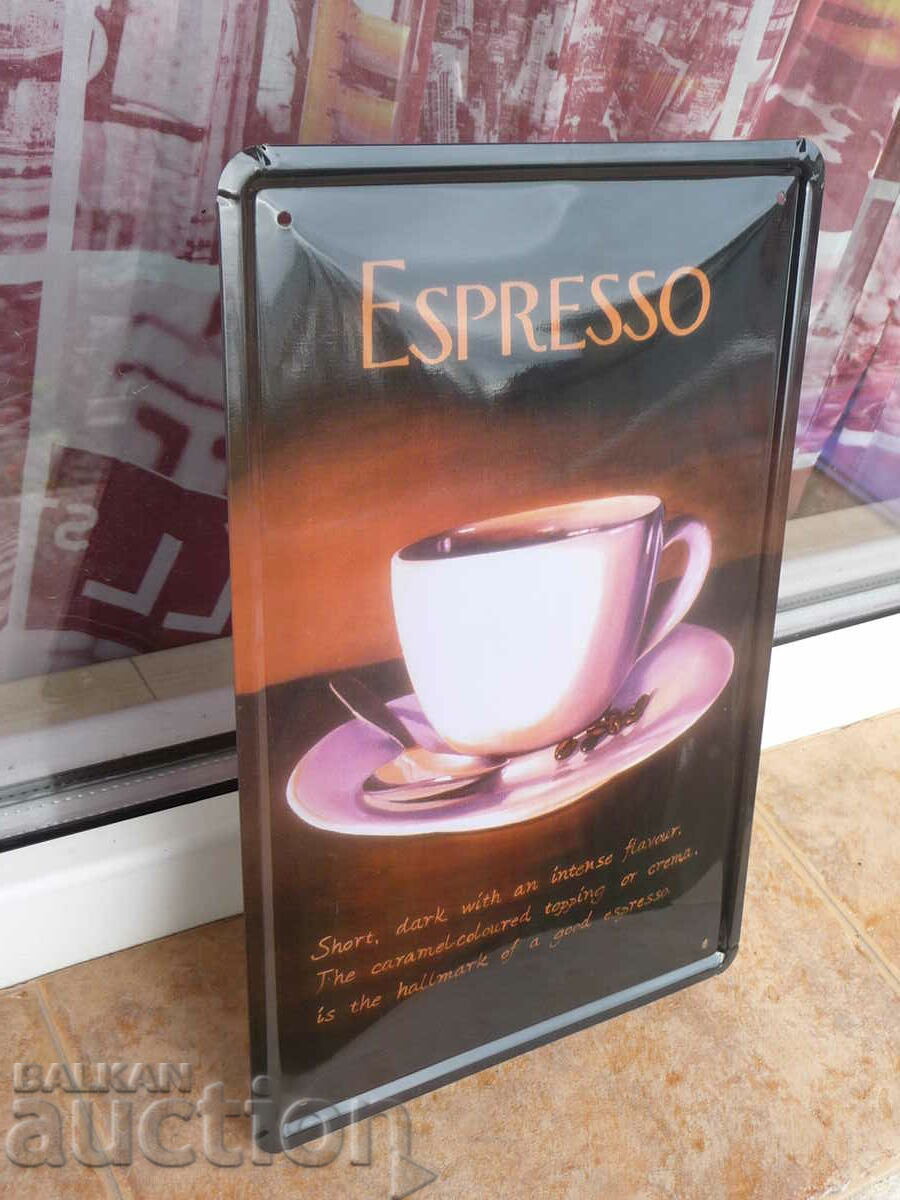 ESPRESSO
Short, dark with an intense flavour.
The caramel-coloured topping or crema,
is the hallmark of a good espresso.
BALKAN
auction